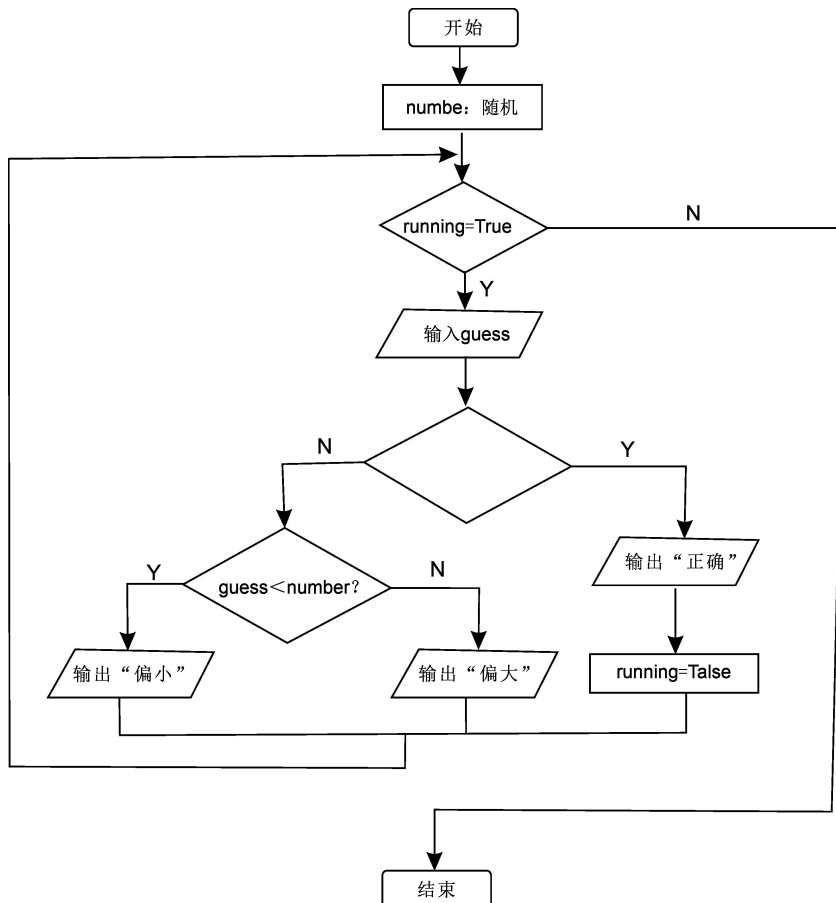 开始
numbe：随机
running=True
N
Y
输入guess
N
Y
guess＜number？
Y
N
输出“正确”
输出“偏小”
输出“偏大”
running=Talse
结束